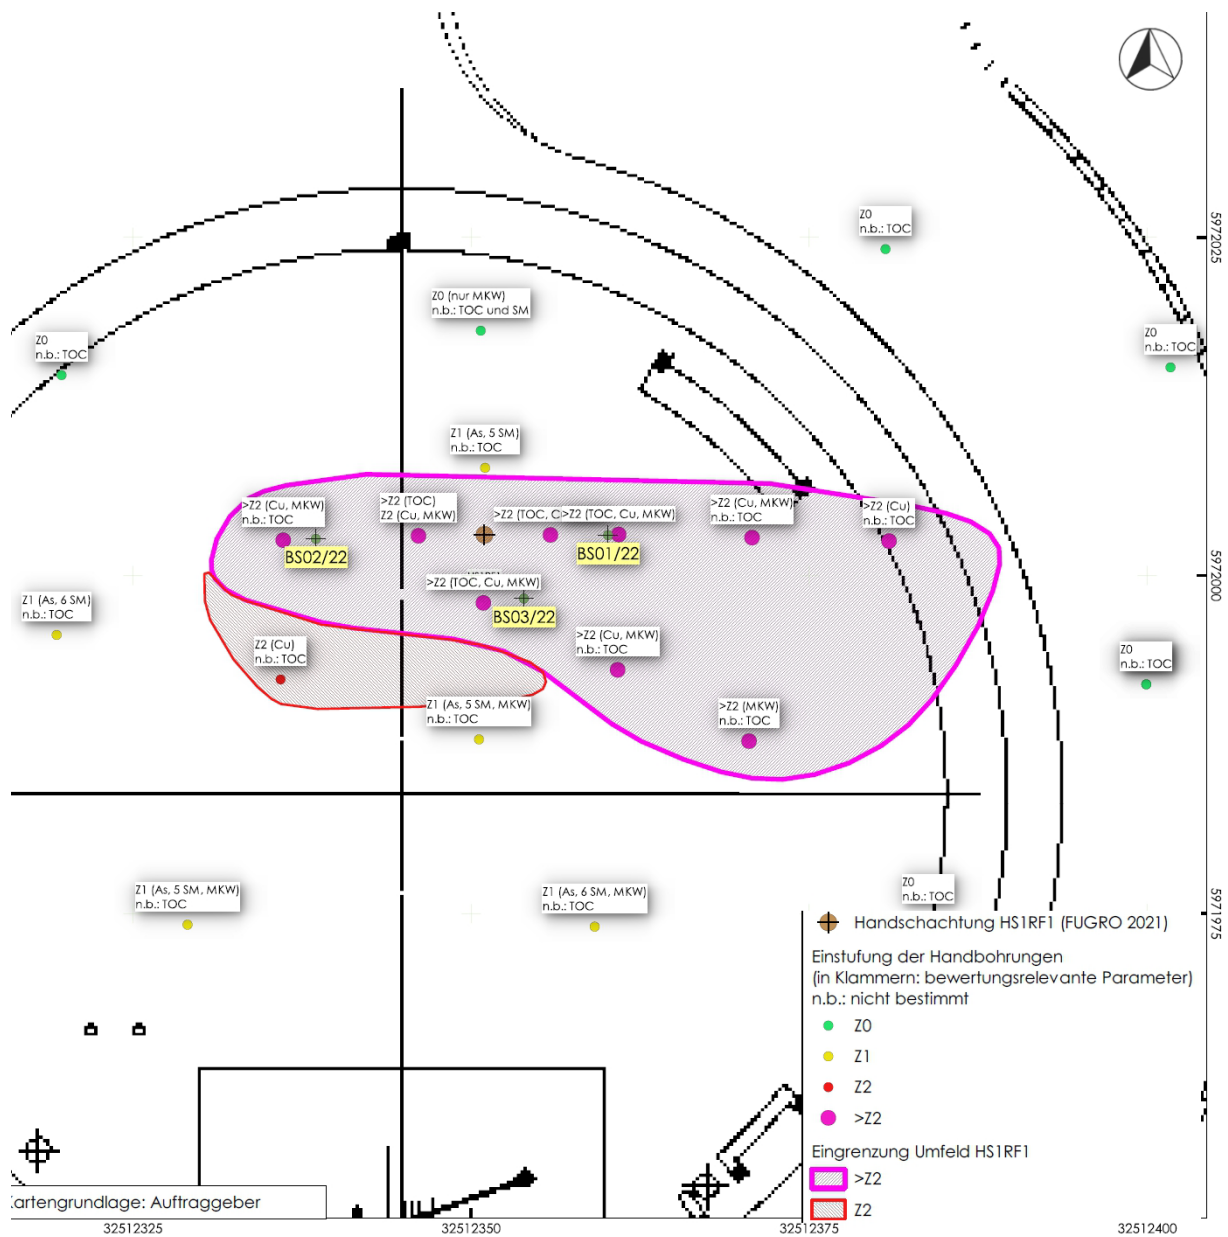 Z0
n.b.: TOC
5972025
Z0 (nur MKW)
n.b.: TOC und SM
Z0
n.b.: TOC
Z0
n.b.: TOC
Z1 (As, 5 SM)
n.b.: TOC
>Z2 (Cu, MKW)
n.b.: TOC
>Z2 (TOC)
Z2 (Cu, MKW)
>Z2 (TOC, C
>Z2 (TOC, Cu, MKW)
>Z2 (Cu, MKW)
n.b.: TOC
>Z2 (Cu)
n.b.: TOC
BS02/22
BS01/22
5972000
>Z2 (TOC, Cu, MKW)
BS03/22
Z1 (As, 6 SM)
n.b.: TOC
Z2 (Cu)
n.b.: TOC
>Z2 (Cu, MKW)
n.b.: TOC
Z0
n.b.: TOC
Z1 (As, 5 SM, MKW)
n.b.: TOC
>Z2 (MKW)
n.b.: TOC
Z1 (As, 5 SM, MKW)
n.b.: TOC
Z1 (As, 6 SM, MKW)
n.b.: TOC
Z0
n.b.: TOC
5971975
Handschachtung HS1RF1 (FUGRO 2021)
Einstufung der Handbohrungen
(in Klammern: bewertungsrelevante Parameter)
n.b.: nicht bestimmt
Z0
Z1
Z2
>Z2
Eingrenzung Umfeld HS1RF1
>Z2
Z2
Kartengrundlage: Auftraggeber
32512325
32512350
32512375
32512400